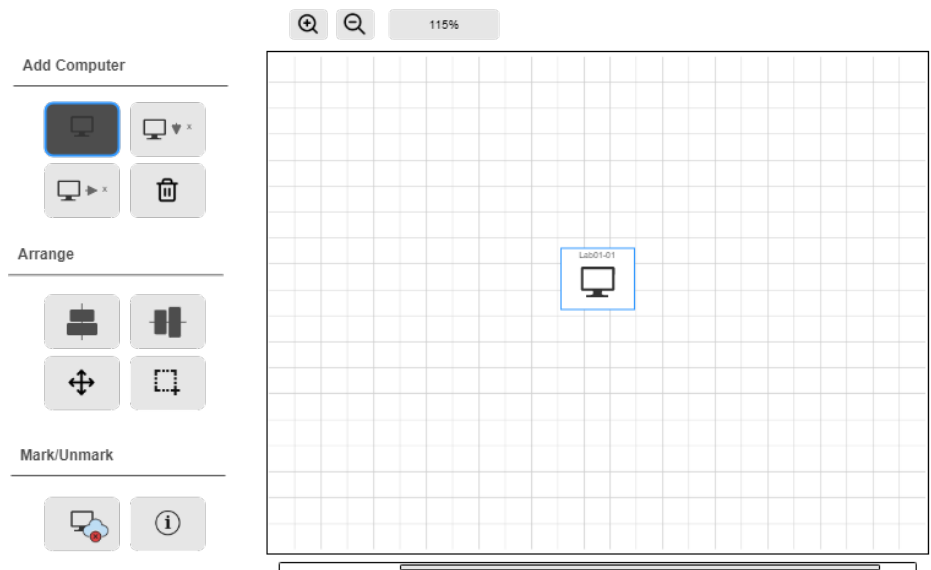 115%
Add Computer
x
x
Arrange
Lab01-01
Mark/Unmark
i